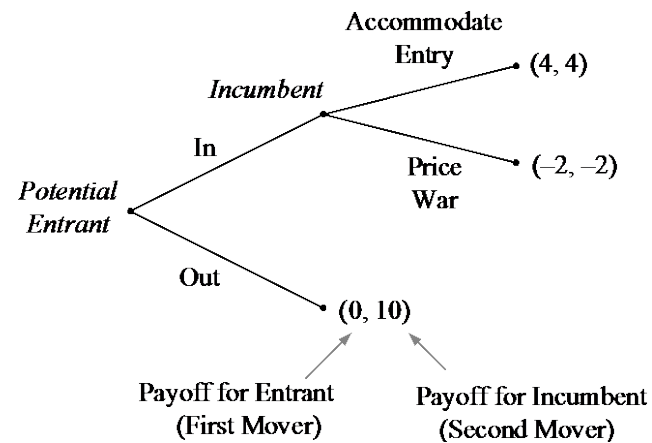 Accommodate
Entry
(4, 4)
Incumbent
In
Price
War
(–2, –2)
Potential
Entrant
Out
(0, 10)
Payoff for Entrant
(First Mover)
Payoff for Incumbent
(Second Mover)